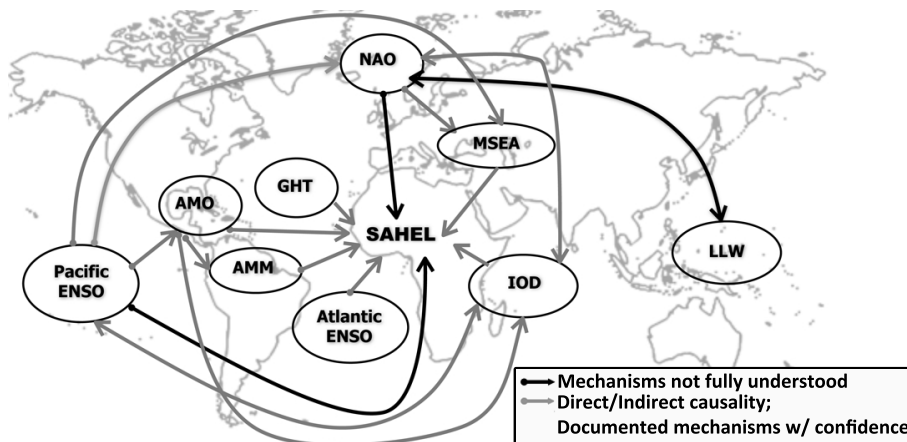 NAO
MSEA
GHT
AMO
SAHEL
LLW
AMM
Pacific
ENSO
IOD
Atlantic
ENSO
Mechanisms not fully understood
Direct/Indirect causality;
Documented mechanisms w/ confidence